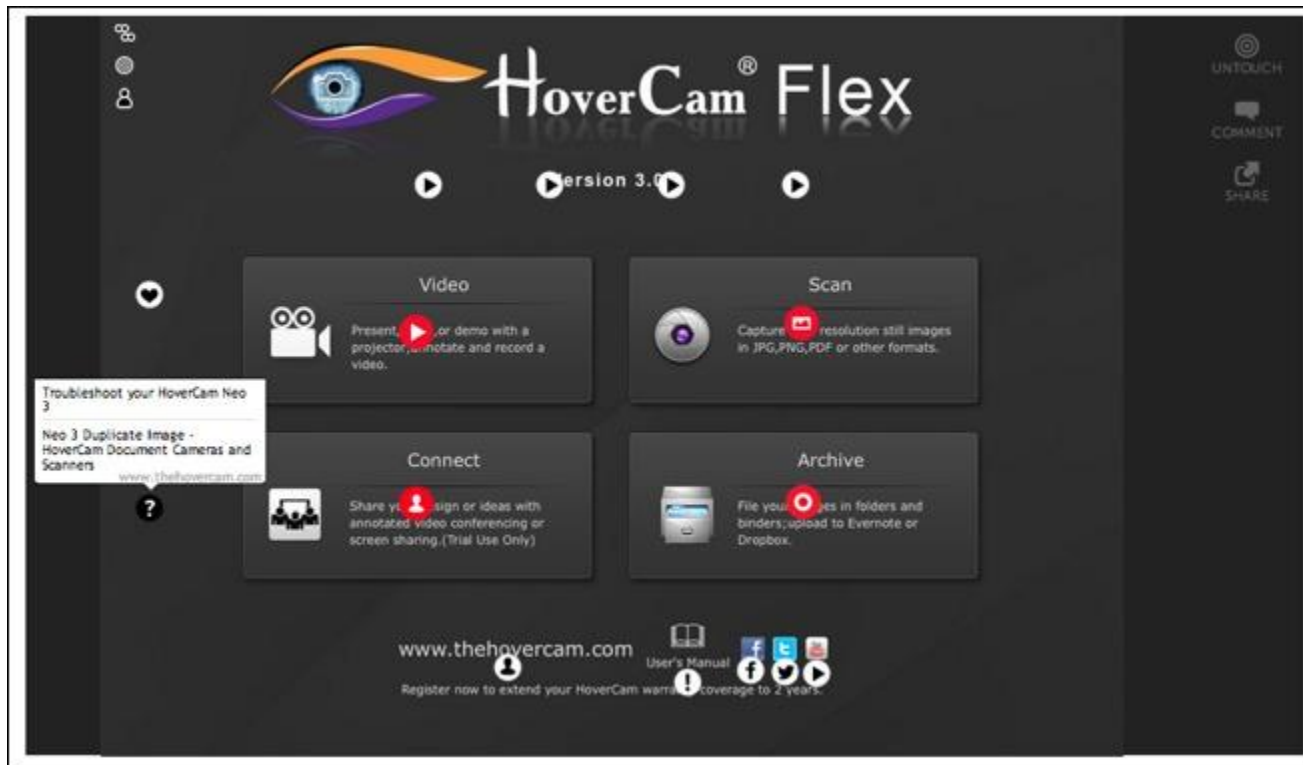 HoverCam® Flex
UNTOUCH
COMMENT
SHARE
Version 3.0
Video
Present, or demo with a
projector, annotate and record a
video.
Scan
Capture resolution still images
in JPG,PNG,PDF or other formats.
Troubleshoot your HoverCam Neo
3
Neo 3 Duplicate Image -
HoverCam Document Cameras and
Scanners
www.thehovercam.com
?
Connect
Share your design or ideas with
annotated video conferencing or
screen sharing.(Trial Use Only)
Archive
File your images in folders and
binders;upload to Evernote or
Dropbox.
www.thehovercam.com
User's Manual
Register now to extend your HoverCam warranty coverage to 2 years.